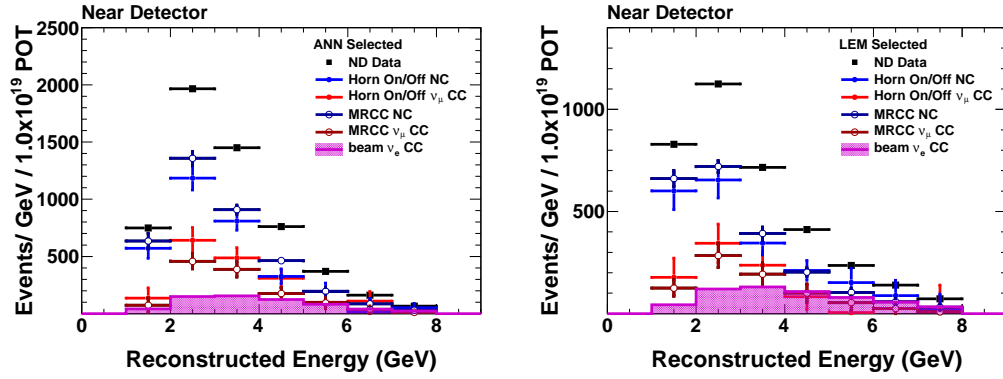 Near Detector
Events/ GeV / 1.0x10¹⁹ POT
2500
2000
1500
1000
500
ANN Selected
ND Data
Horn On/Off NC
Horn On/Off νμ CC
MRCC NC
MRCC νμ CC
beam νe CC
0 2 4 6 8
Reconstructed Energy (GeV)
Near Detector
Events/ GeV / 1.0x10¹⁹ POT
1000
500
LEM Selected
ND Data
Horn On/Off NC
Horn On/Off νμ CC
MRCC NC
MRCC νμ CC
beam νe CC
0 2 4 6 8
Reconstructed Energy (GeV)